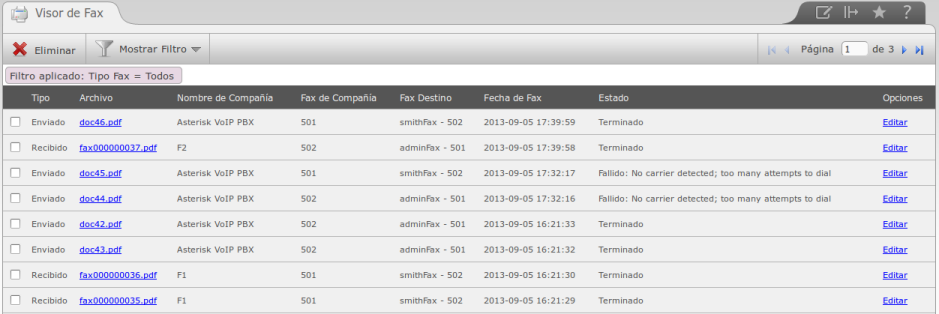 Visor de Fax
?
Eliminar Mostrar Filtro Página 1 de 3
Filtro aplicado: Tipo Fax = Todos
Tipo Archivo Nombre de Compañía Fax de Compañía Fax Destino Fecha de Fax Estado Opciones
Enviado doc46.pdf Asterisk VoIP PBX 501 smithFax - 502 2013-09-05 17:39:59 Terminado Editar
Recibido fax000000037.pdf F2 502 adminFax - 501 2013-09-05 17:39:58 Terminado Editar
Enviado doc45.pdf Asterisk VoIP PBX 501 smithFax - 502 2013-09-05 17:32:17 Fallido: No carrier detected; too many attempts to dial Editar
Enviado doc44.pdf Asterisk VoIP PBX 502 adminFax - 501 2013-09-05 17:32:16 Fallido: No carrier detected; too many attempts to dial Editar
Enviado doc42.pdf Asterisk VoIP PBX 502 adminFax - 501 2013-09-05 16:21:33 Terminado Editar
Enviado doc43.pdf Asterisk VoIP PBX 502 adminFax - 501 2013-09-05 16:21:32 Terminado Editar
Recibido fax000000036.pdf F1 501 smithFax - 502 2013-09-05 16:21:30 Terminado Editar
Recibido fax000000035.pdf F1 501 smithFax - 502 2013-09-05 16:21:29 Terminado Editar